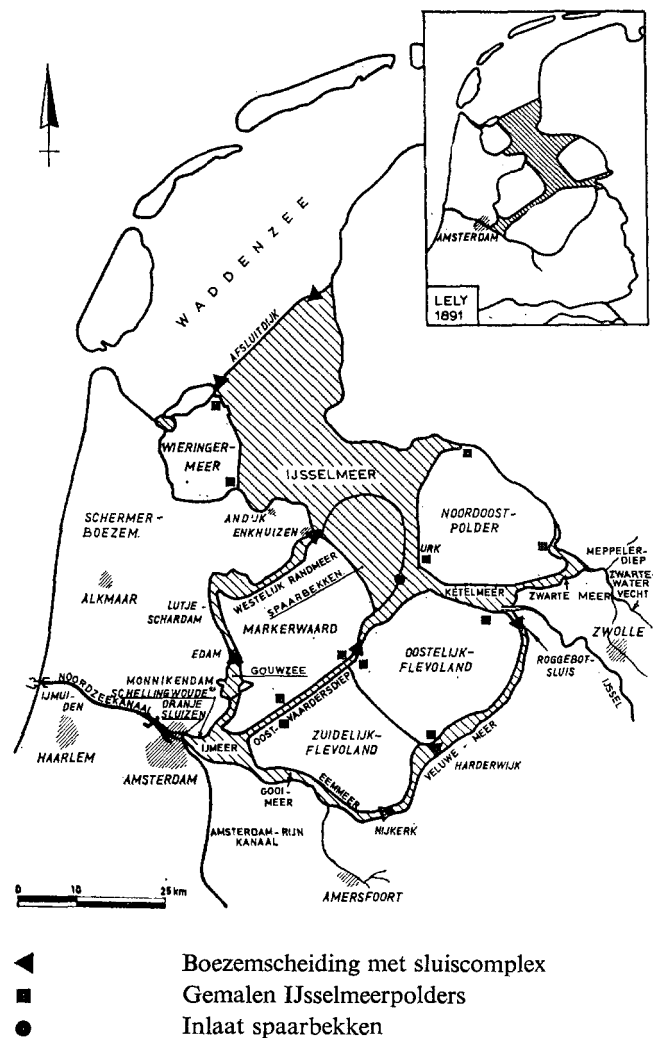 LELY
1891
AMSTERDAM
WADDENZEE
AFSLUITDIJK
WIERINGER-
MEER
IJSSELMEER
SCHERMER-
BOEZEM.
ANDIJK
ENKHUIZEN
NOORDOOST-
POLDER
URK
MEPPELER-
DIEP
ZWARTE-
WATER
VECHT
ZWARTE
MEER
KETELMEER
ZWOLLE
ALKMAAR
WESTELIJK RANDMEER
SPAARBEKKEN
LUTJE-
SCHARDAM
MARKERWAARD
OOSTELIJK-
FLEVOLAND
ROGGEBOT-
SLUIS
IJSSEL
EDAM
GOUWZEE
MONNIKENDAM
SCHELLINGWOUDE
ORANJE
SLUIZEN
NOORDZEEKANAAL
IJMUI-
DEN
OOST-
VAARDERSDIEP
ZUIDELIJK-
FLEVOLAND
HAARLEM
AMSTERDAM
IJMEER
GOOI-
MEER
EEMMEER
VELUWE-MEER
HARDERWIJK
NIJKERK
AMSTERDAM-RIJN
KANAAL
AMERSFOORT
0 10 25 km
Boezemscheiding met sluiscomplex
Gemalen IJsselmeerpolders
Inlaat spaarbekken